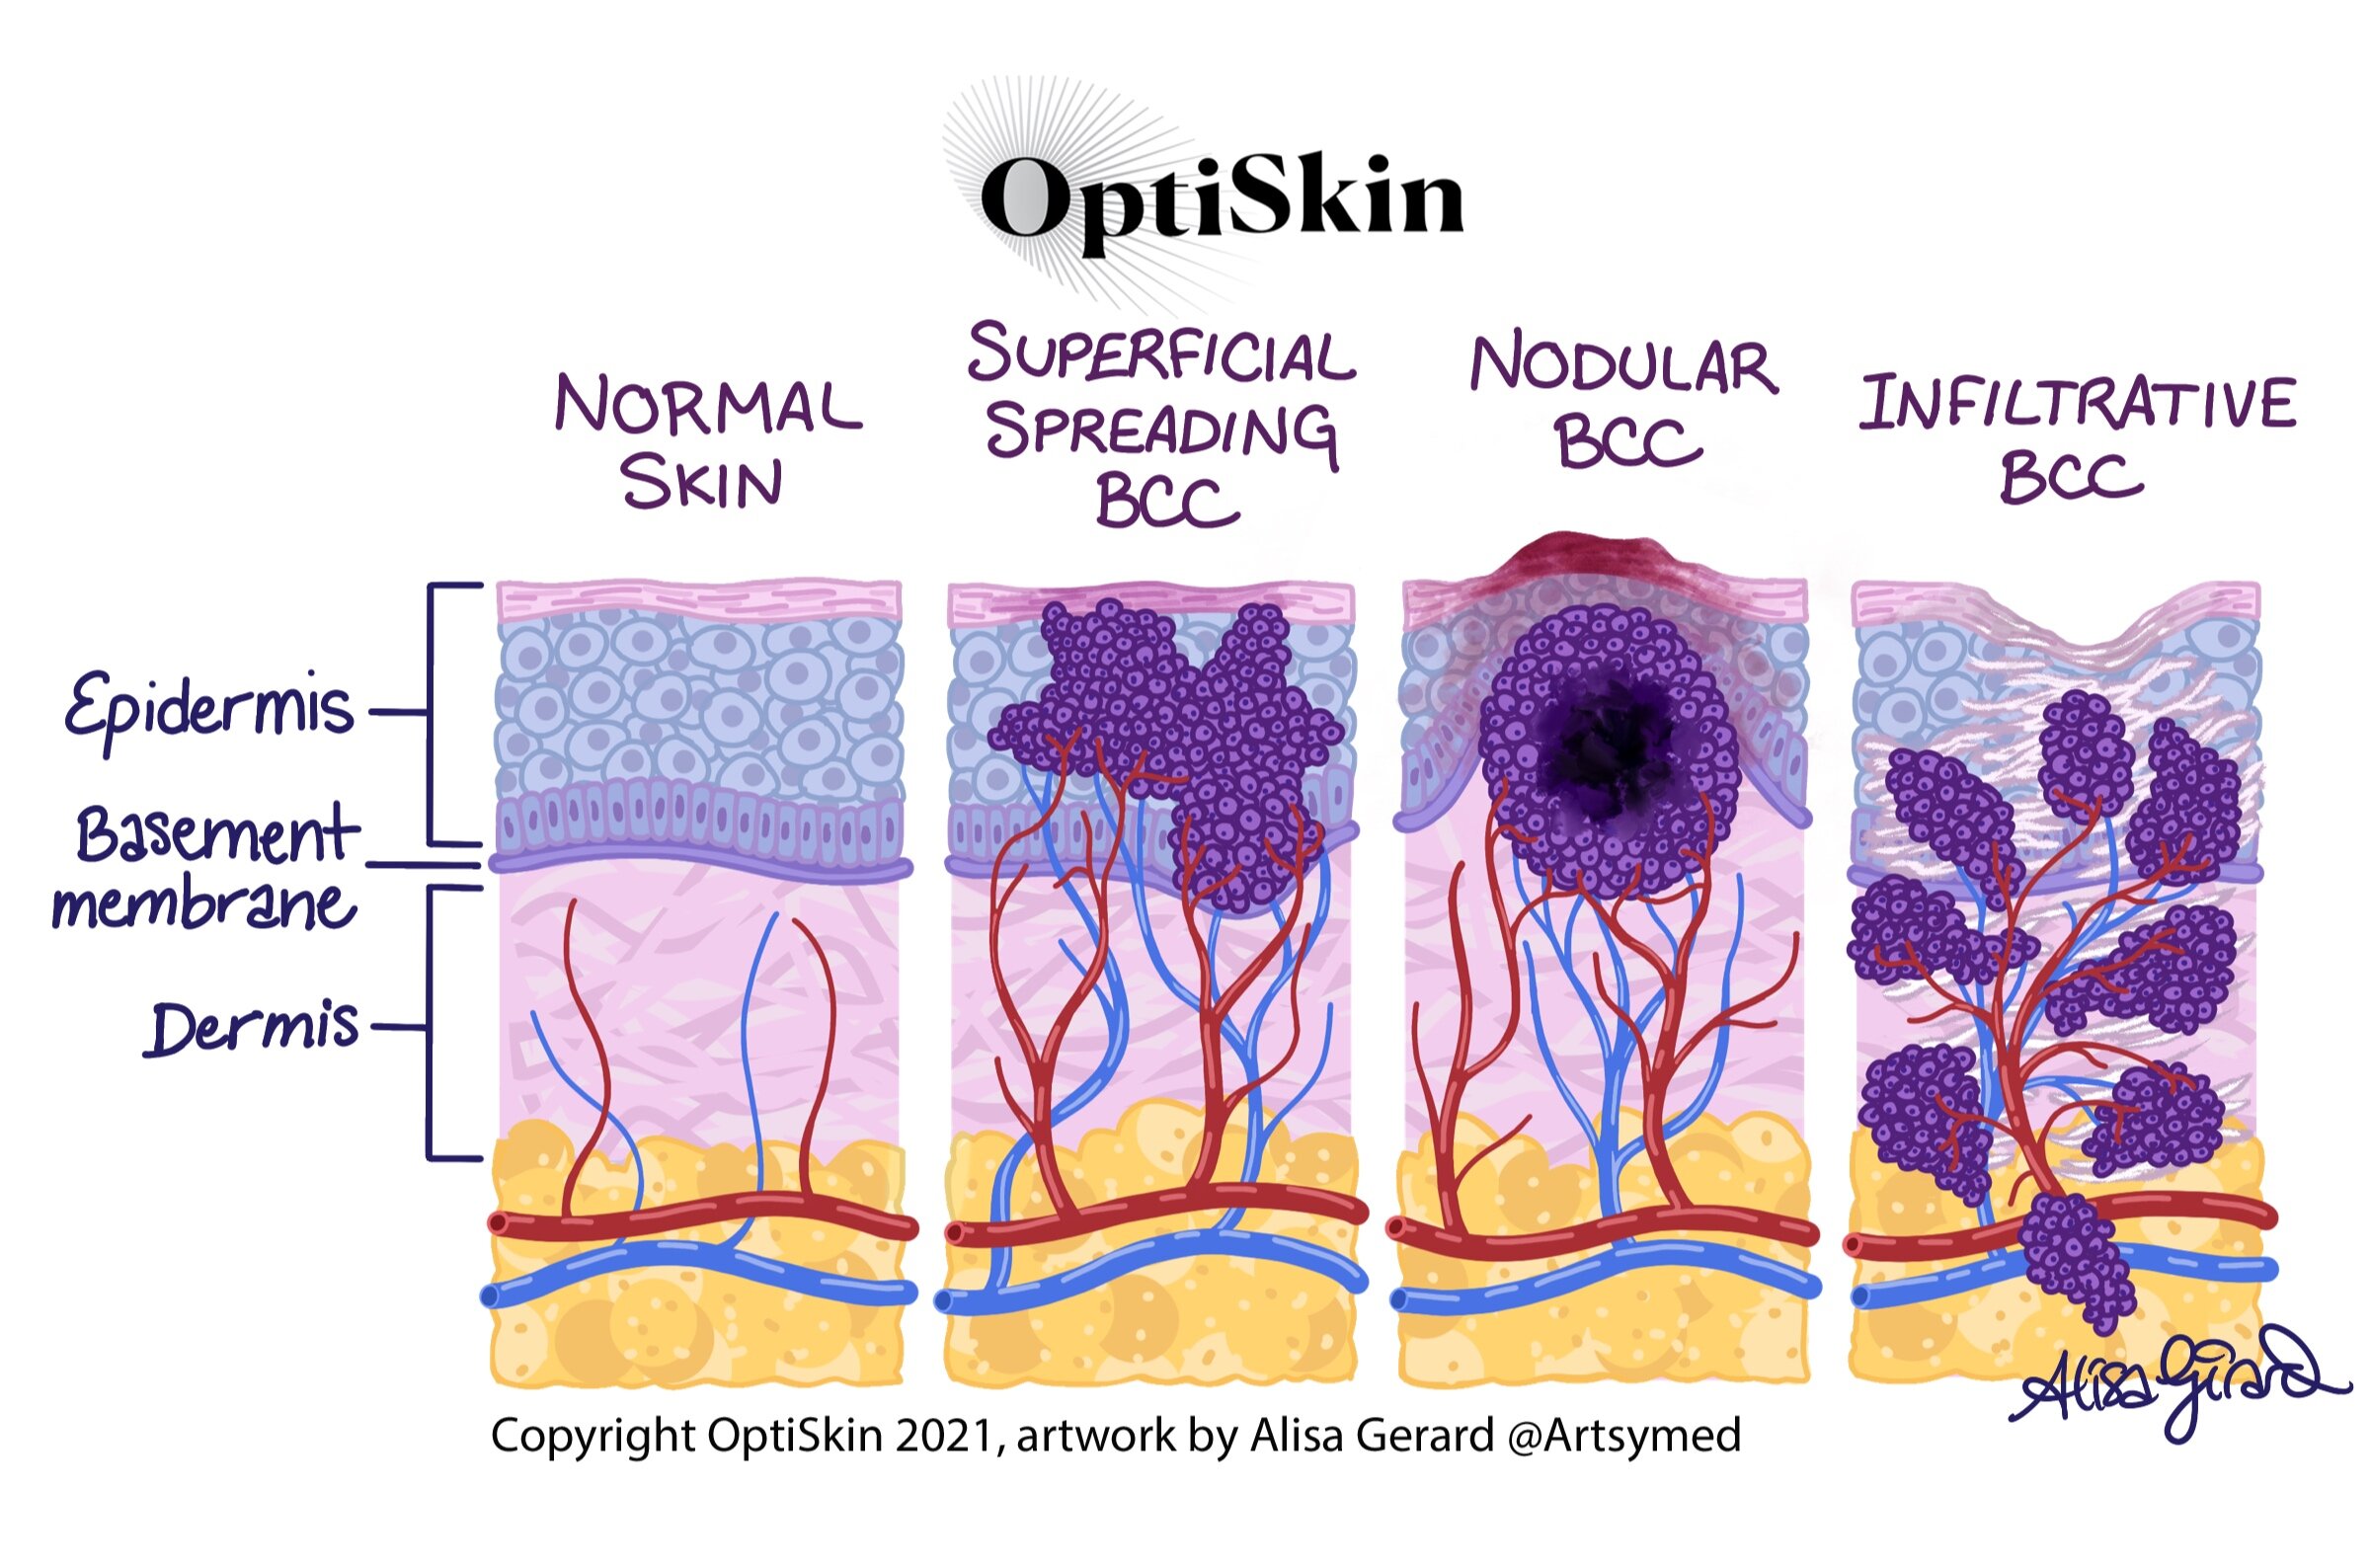 OptiSkin
NORMAL
SKIN
SUPERFICIAL
SPREADING
BCC
NODULAR
BCC
INFILTRATIVE
BCC
Epidermis
Basement
membrane
Dermis
Alisa Girard
Copyright OptiSkin 2021, artwork by Alisa Gerard @Artsymed